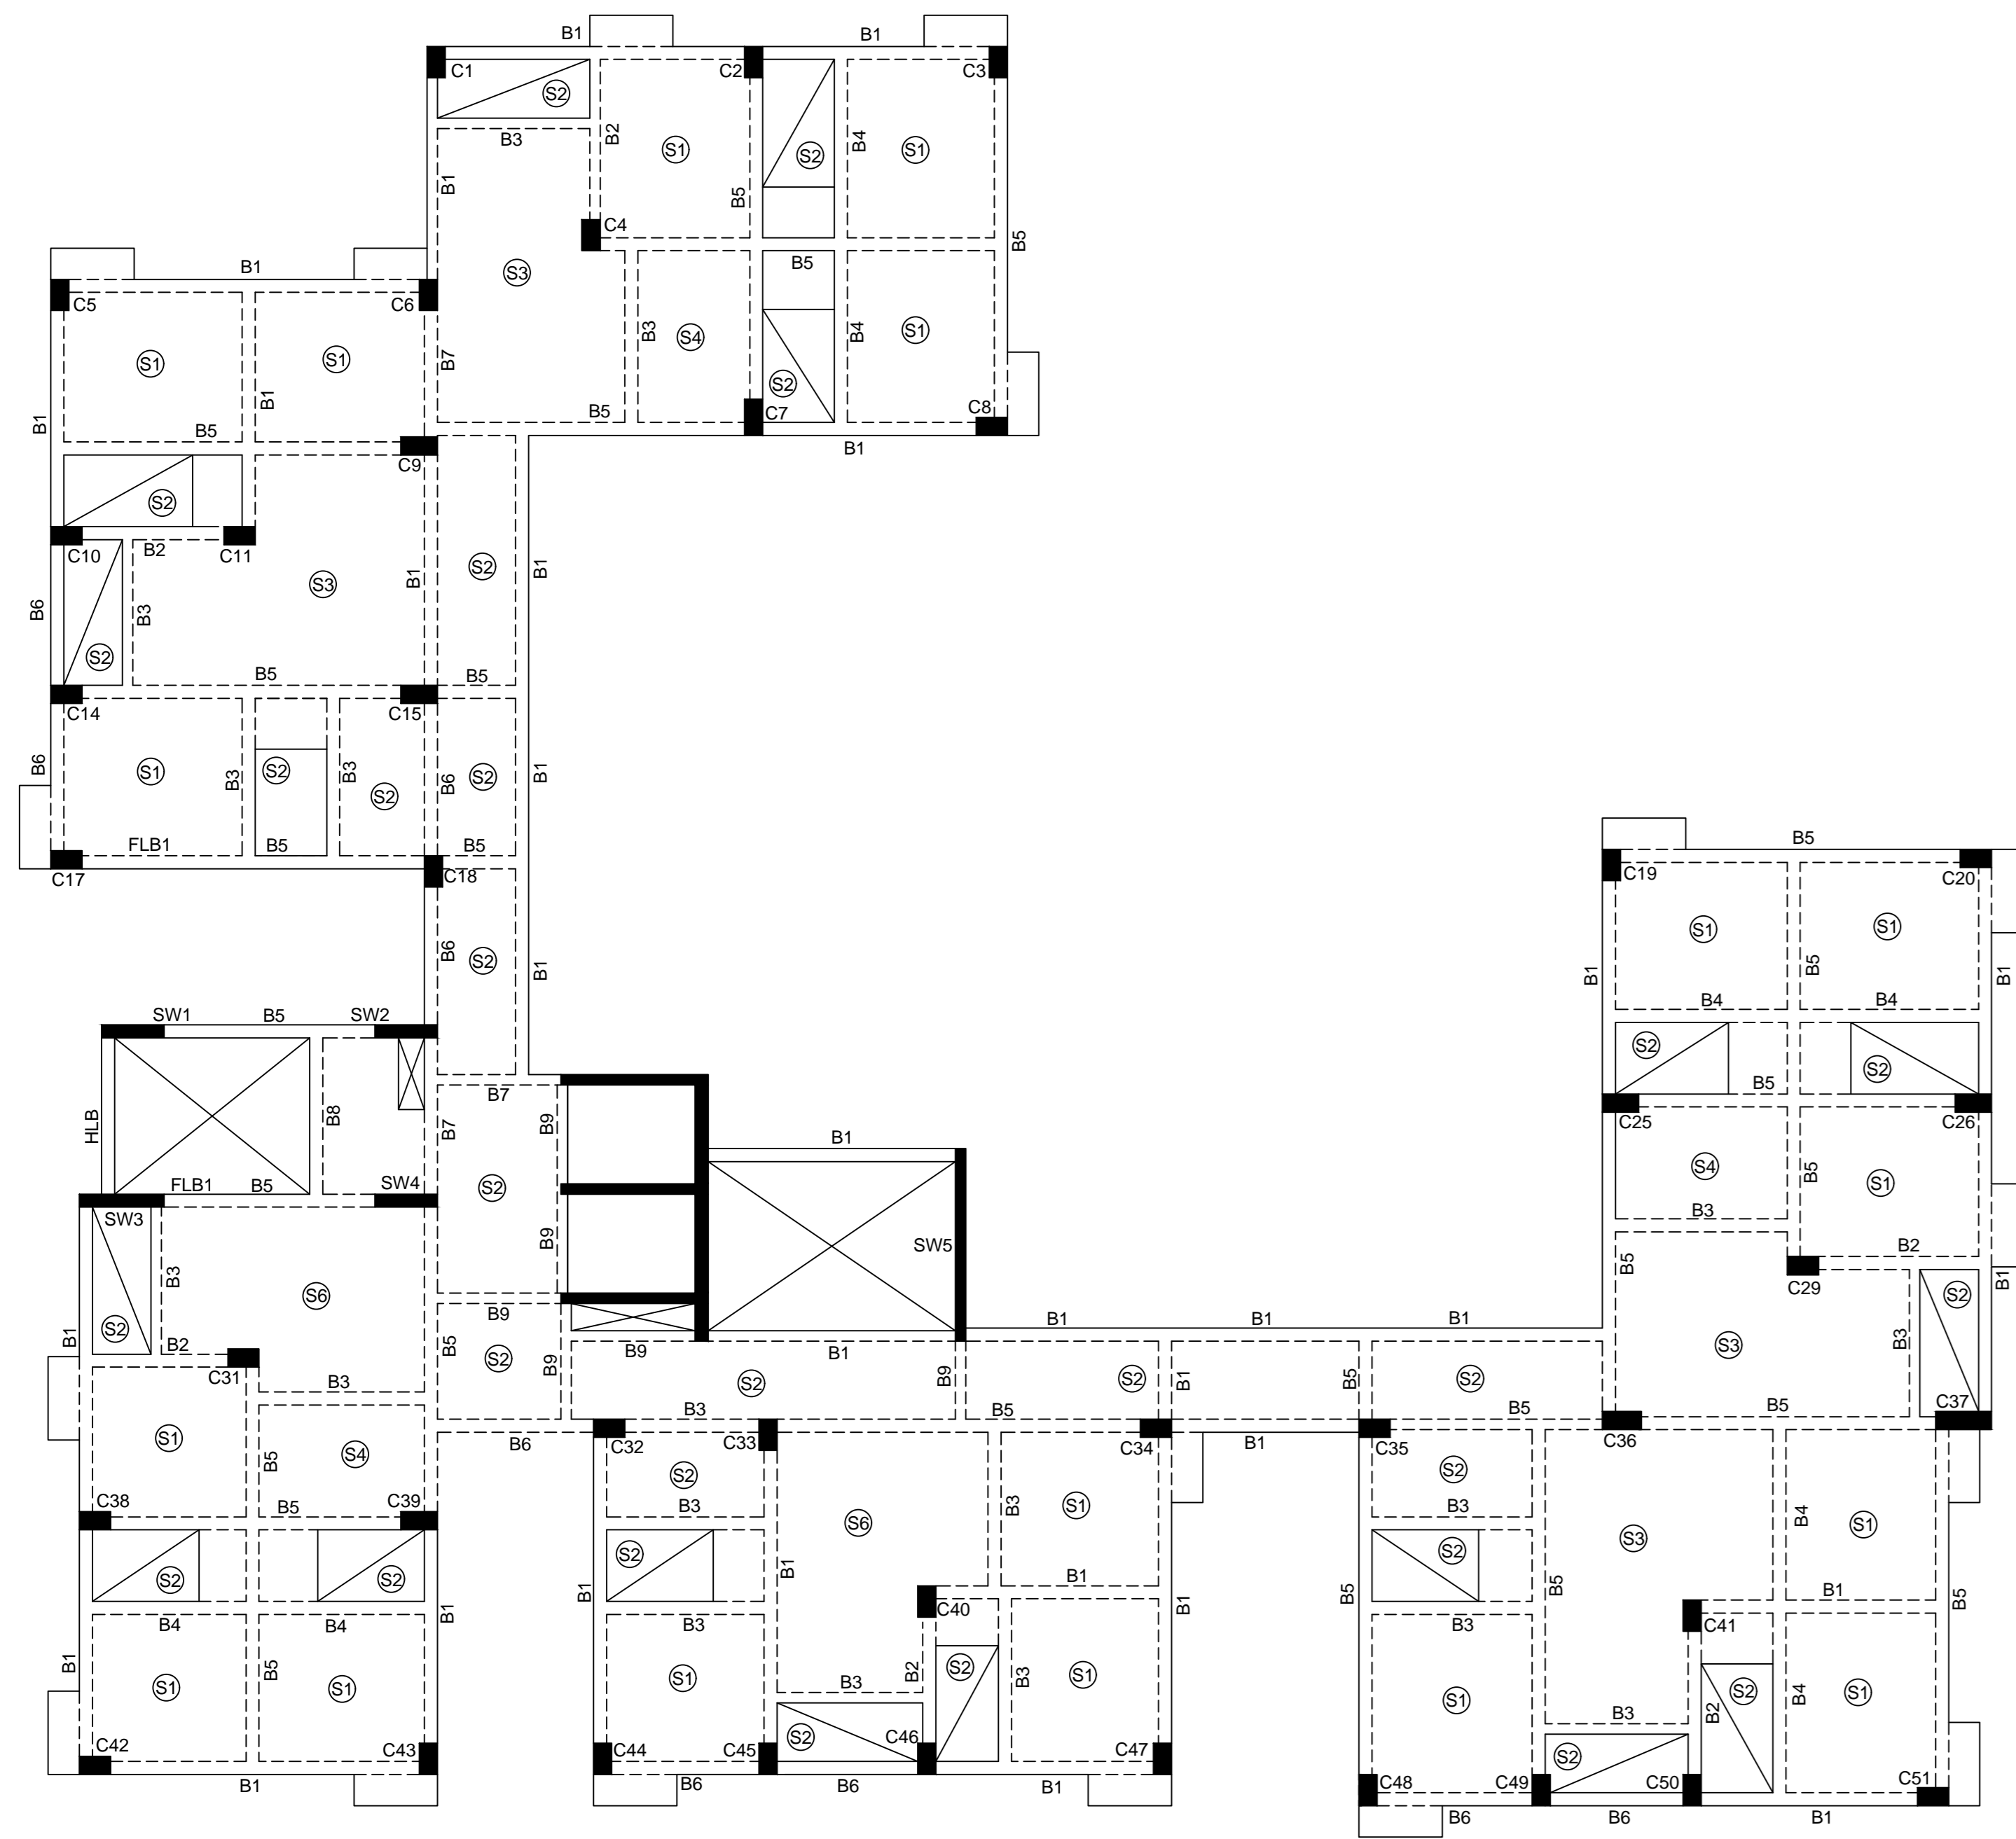 B1 B1
C1 C2 C3
S2
B3 B2 S1 S2 B4 S1
B1 B5
C4
B5
B1 S3 B5
C5 C6
S1 S1 B7 B3 S4 B4 S1
S2
B1 B1 B5 B5 C7 C8
B1
C9
S2
C10 B2 C11
B6 B3 S3 B1 S2 B1
S2
B5 B5
C14 C15
B6 S1 B3 S2 B3 S2 B6 S2 B1
FLB1 B5 B5
C17 C18
B5
C19 C20
B6 S2 B1
S1 S1
B1 B5 B1
SW1 B5 SW2
B4 B4
S2 S2
B5
HLB B8 B7 B7 B9
C25 C26
B1
S4 B5 S1
FLB1 B5 SW4 S2
SW3
B9 SW5
B3 B2
B5 C29 B1
B3 S6
S2 S2
B1 B2 B9 B1 B1 B1
C31 B5 S2 B9 B9 B1 S3 B3
B3 S2 B9 S2 B1 B5 S2
B3 B5 B5 B5 C37
S1 B5 S4 B6 C32 C33 C34 B1 C35 C36
S2 S2
C38 B5 C39 B3 S6 B3 S1 B3 S3 B4 S1
S2 S2 S2 B1 S2 B5
B1 B1 B1 B1 B1 B5 B5
B4 B4 B3 C40 B3 C41
B1 S1 B5 S1 S1 B3 B2 S2 B3 S1 S1 B3 B2 S2 B4 S1
C42 C43 C44 C45 S2 C46 C47 S2
B1 B6 B6 B1 C48 C49 C50 C51
B6 B6 B1